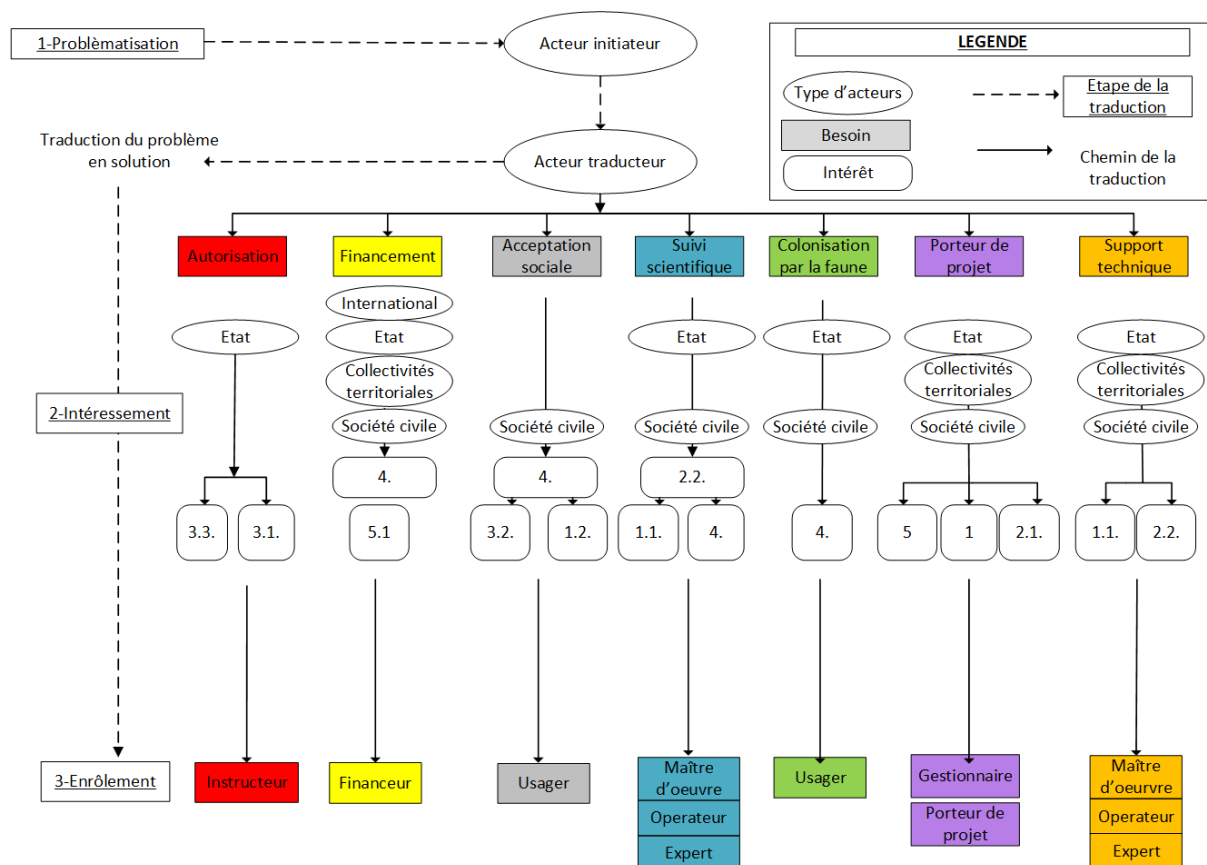 1-Problèmatisation
Acteur initiateur
LEGENDE
Type d'acteurs
Etape de la
traduction
Besoin
Intérêt
Chemin de la
traduction
Traduction du problème
en solution
Acteur traducteur
Autorisation
Financement
Acceptation
sociale
Suivi
scientifique
Colonisation
par la faune
Porteur de
projet
Support
technique
Etat
International
Etat
Collectivités
territoriales
Société civile
Société civile
Etat
Société civile
Etat
Société civile
Etat
Collectivités
territoriales
Société civile
Etat
Collectivités
territoriales
Société civile
2-Intéressement
3.3.
3.1.
4.
5.1
4.
3.2.
1.2.
2.2.
1.1.
4.
4.
5
1
2.1.
1.1.
2.2.
3-Enrôlement
Instructeur
Financeur
Usager
Maître
d'oeuvre
Operateur
Expert
Usager
Gestionnaire
Porteur de
projet
Maître
d'oeurvre
Operateur
Expert